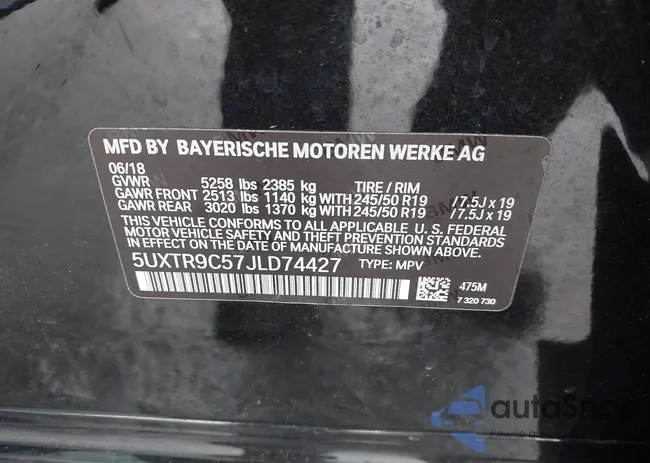 MFD BY BAYERISCHE MOTOREN WERKE AG
06/18
GVWR 5258 lbs 2385 kg TIRE / RIM
GAWR FRONT 2513 lbs 1140 kg WITH 245/50 R19 /7.5J x 19
GAWR REAR 3020 lbs 1370 kg WITH 245/50 R19 /7.5J x 19
THIS VEHICLE CONFORMS TO ALL APPLICABLE U. S. FEDERAL
MOTOR VEHICLE SAFETY AND THEFT PREVENTION
STANDARDS IN EFFECT ON THE DATE OF MANUFACTURE SHOWN ABOVE.
5UXTR9C57JLD74427 TYPE: MPV
475M
7 320 730